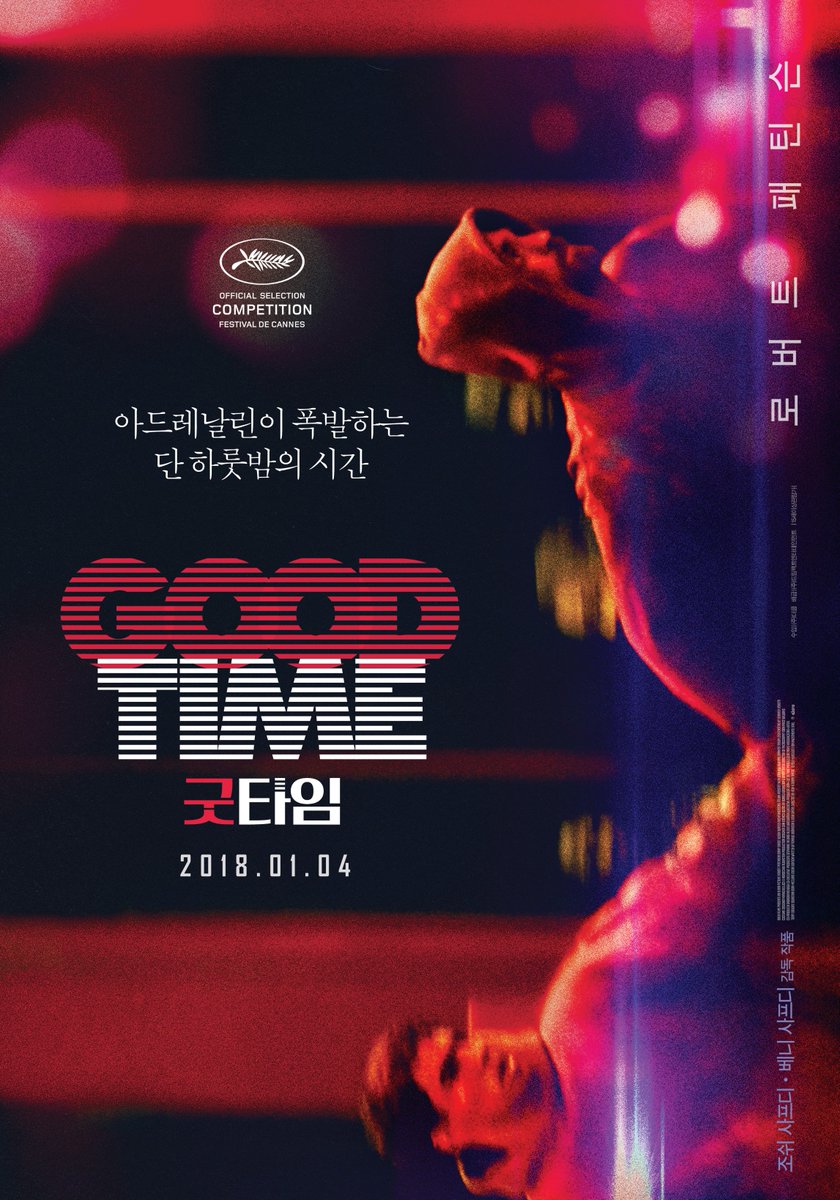 OFFICIAL SELECTION
COMPETITION
FESTIVAL DE CANNES
아드레날린이 폭발하는
단 하룻밤의 시간
GOOD
TIME
굿타임
2018.01.04
로버트 패틴슨
조쉬 사프디 · 베니 사프디 감독 작품